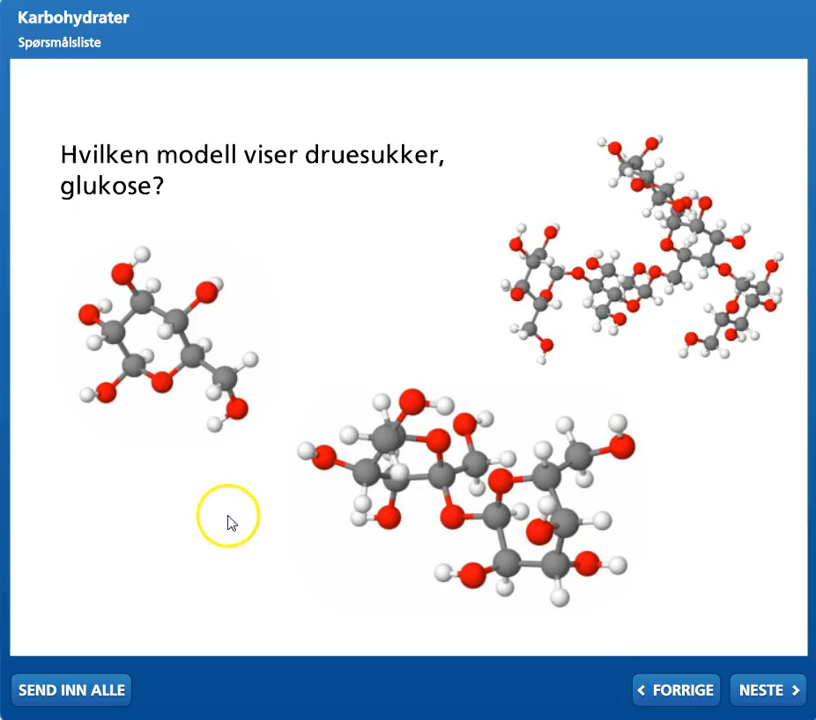 Karbohydrater
Spørsmålsliste
Hvilken modell viser druesukker,
glukose?
SEND INN ALLE
FORRIGE
NESTE